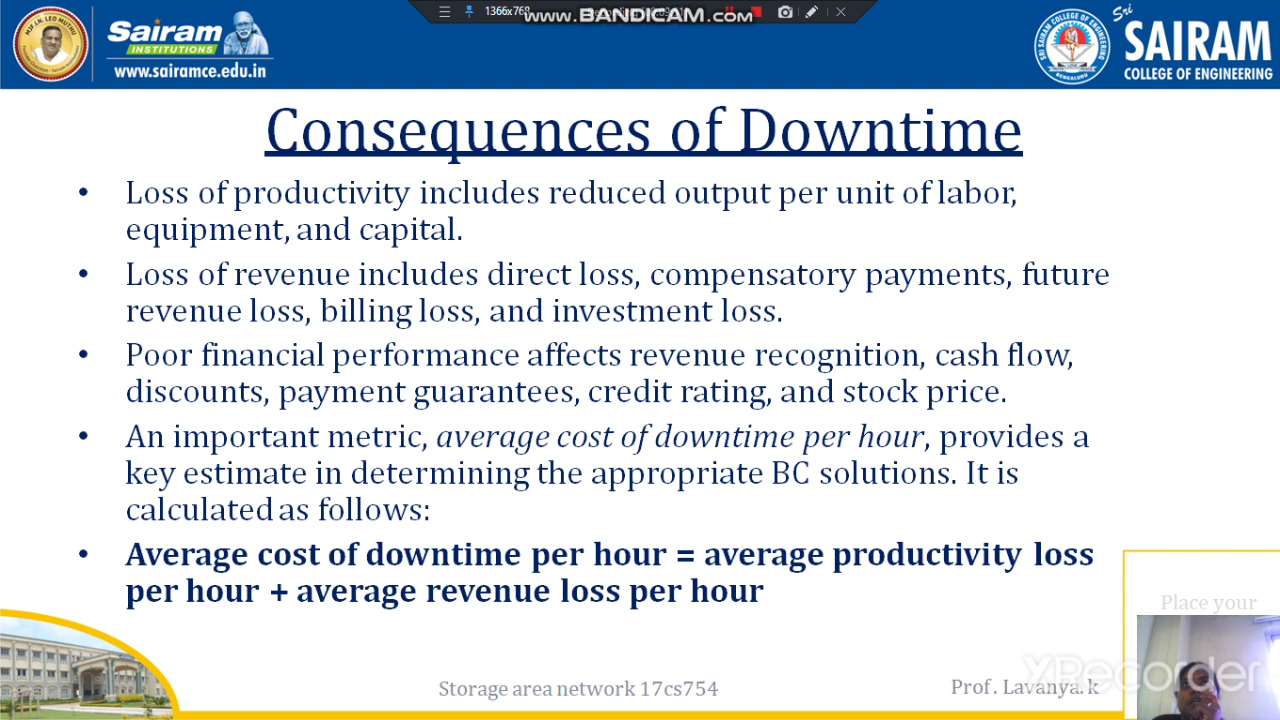 1366x768
www.BANDICAM.com
Sairam
INSTITUTIONS
www.sairamce.edu.in
Sri
SAIRAM
COLLEGE OF ENGINEERING
Consequences of Downtime
• Loss of productivity includes reduced output per unit of labor,
equipment, and capital.
• Loss of revenue includes direct loss, compensatory payments, future
revenue loss, billing loss, and investment loss.
• Poor financial performance affects revenue recognition, cash flow,
discounts, payment guarantees, credit rating, and stock price.
• An important metric, average cost of downtime per hour, provides a
key estimate in determining the appropriate BC solutions. It is
calculated as follows:
• Average cost of downtime per hour = average productivity loss
per hour + average revenue loss per hour
Place your
XRecorder
Storage area network 17cs754
Prof. Lavanya.k